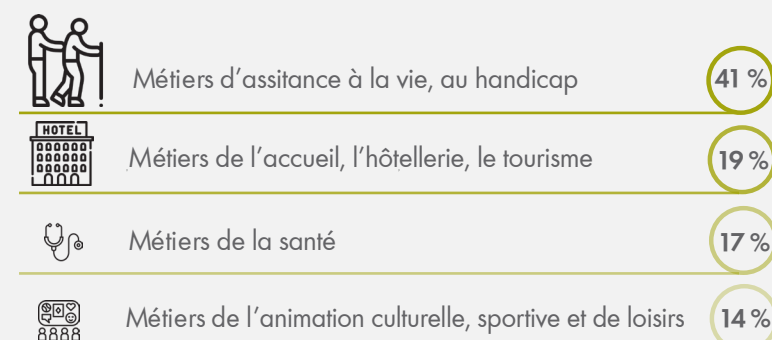 Métiers d’assitance à la vie, au handicap 41 %
HOTEL
Métiers de l’accueil, l’hôtellerie, le tourisme 19 %
Métiers de la santé 17 %
Métiers de l’animation culturelle, sportive et de loisirs 14 %